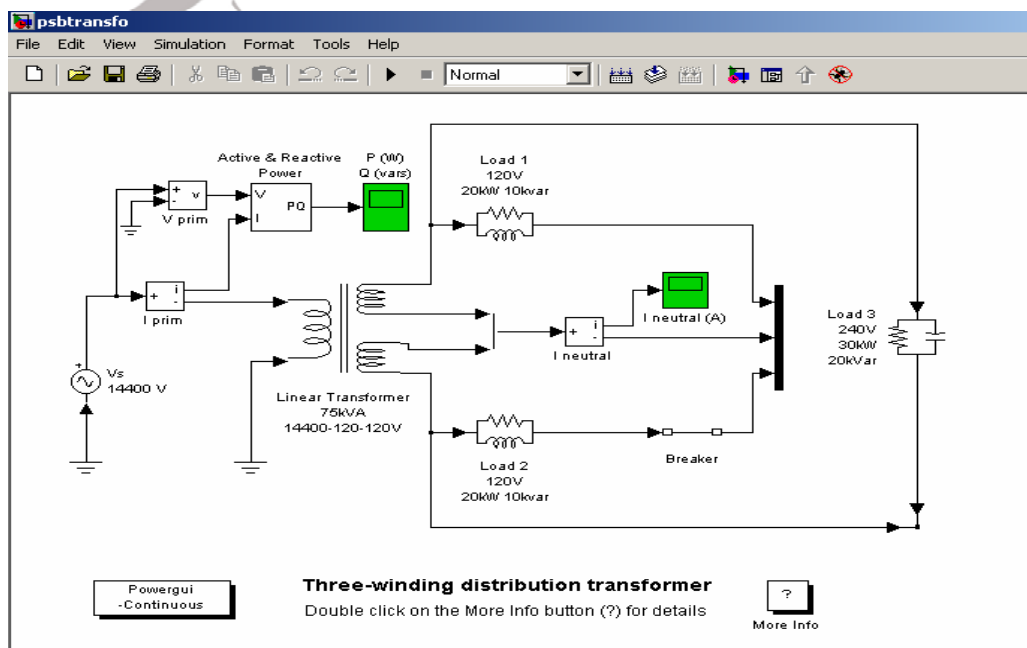 psbtransfo
File Edit View Simulation Format Tools Help
Normal
Active & Reactive
Power
P (W)
Q (vars)
V
I
PQ
+
-
v
V prim
+
i
-
I prim
+
Vs
14400 V
Linear Transformer
75kVA
14400-120-120V
Load 1
120V
20kW 10kvar
I neutral (A)
+
i
-
I neutral
Load 3
240V
30kW
20kVar
Load 2
120V
20kW 10kvar
Breaker
Powergui
-Continuous
Three-winding distribution transformer
Double click on the More Info button (?) for details
?
More Info